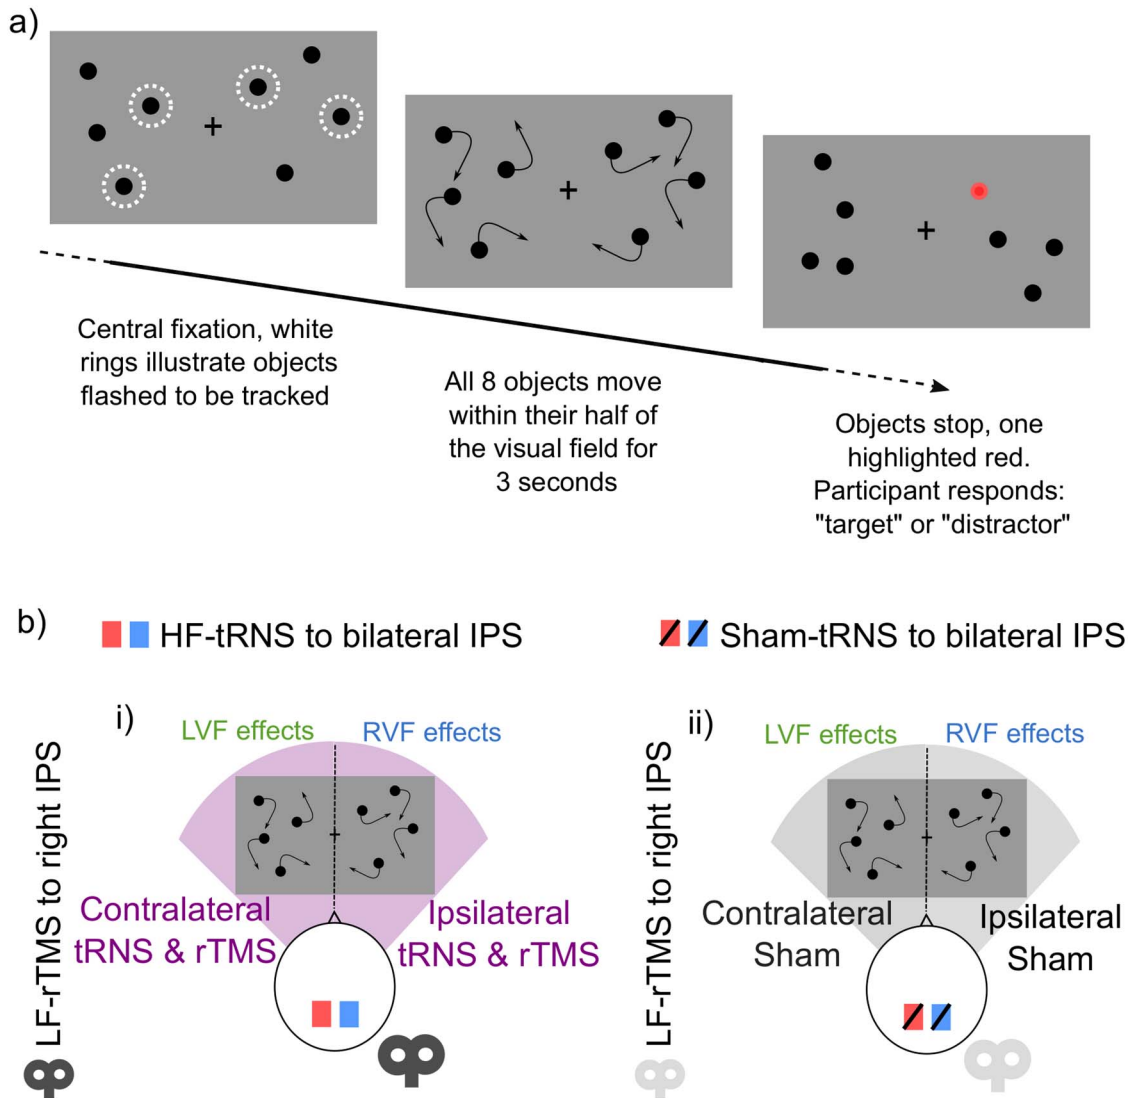 a)
Central fixation, white
rings illustrate objects
flashed to be tracked
All 8 objects move
within their half of
the visual field for
3 seconds
Objects stop, one
highlighted red.
Participant responds:
"target" or "distractor"
b)
HF-tRNS to bilateral IPS
Sham-tRNS to bilateral IPS
i)
LVF effects
RVF effects
LF-rTMS to right IPS
Contralateral
tRNS & rTMS
Ipsilateral
tRNS & rTMS
ii)
LVF effects
RVF effects
LF-rTMS to right IPS
Contralateral
Sham
Ipsilateral
Sham